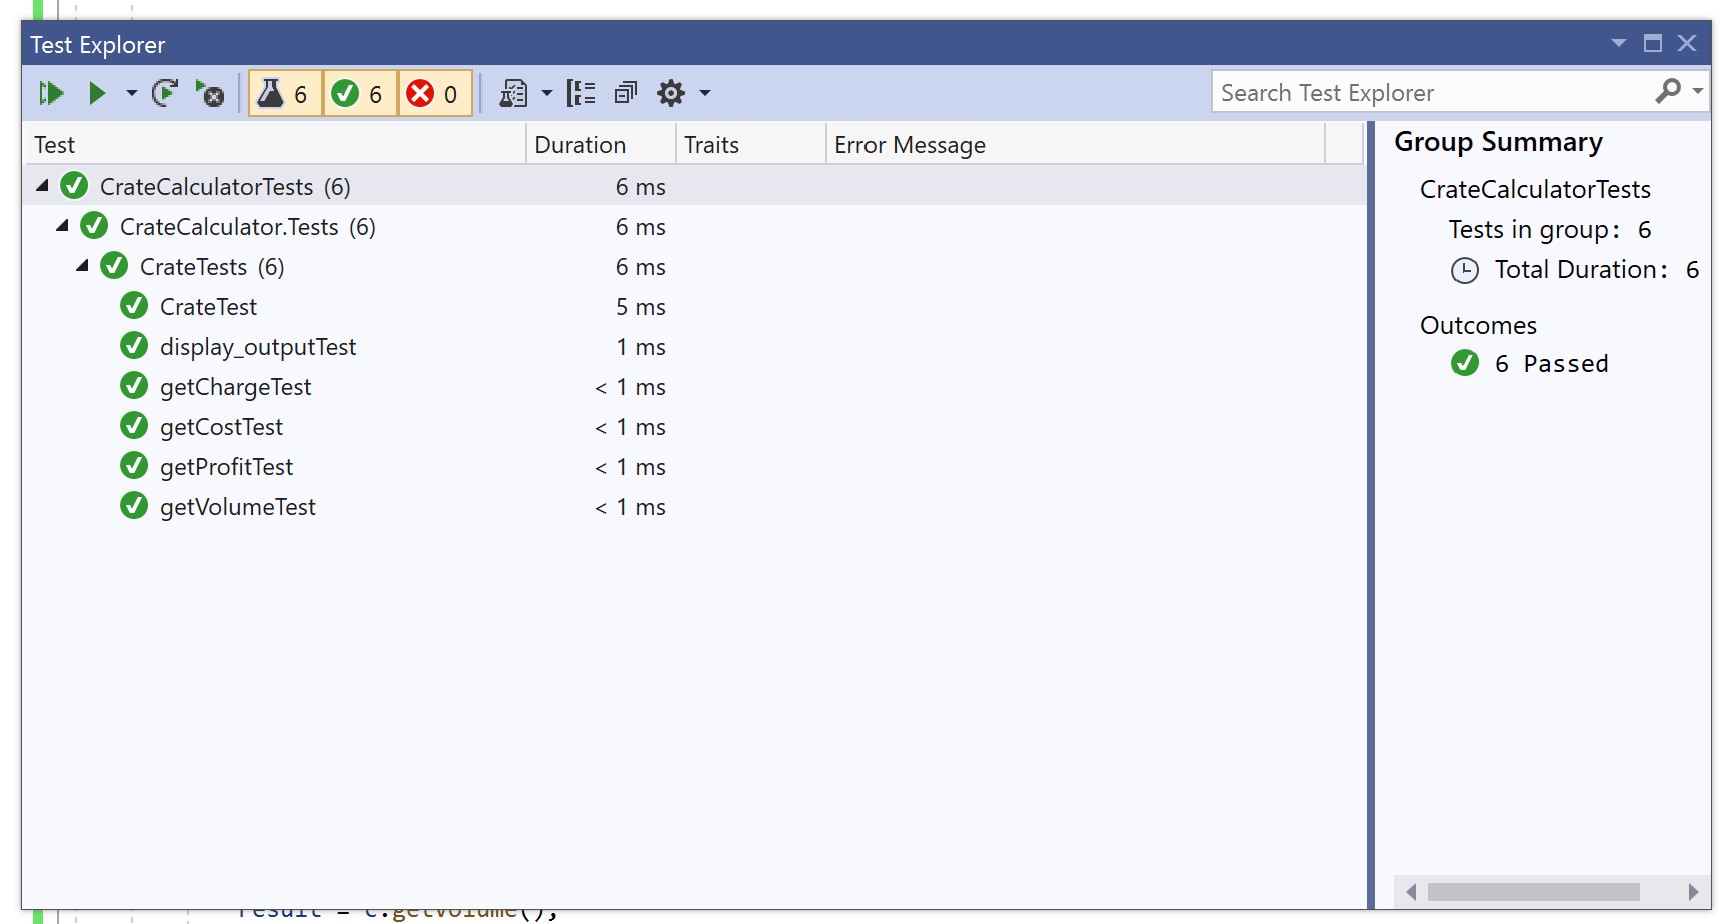 Test Explorer
6 6 0
Search Test Explorer
Test Duration Traits Error Message
CrateCalculatorTests (6) 6 ms
CrateCalculator.Tests (6) 6 ms
CrateTests (6) 6 ms
CrateTest 5 ms
display_outputTest 1 ms
getChargeTest < 1 ms
getCostTest < 1 ms
getProfitTest < 1 ms
getVolumeTest < 1 ms
Group Summary
CrateCalculatorTests
Tests in group: 6
Total Duration: 6
Outcomes
6 Passed
result = c.getVolume();